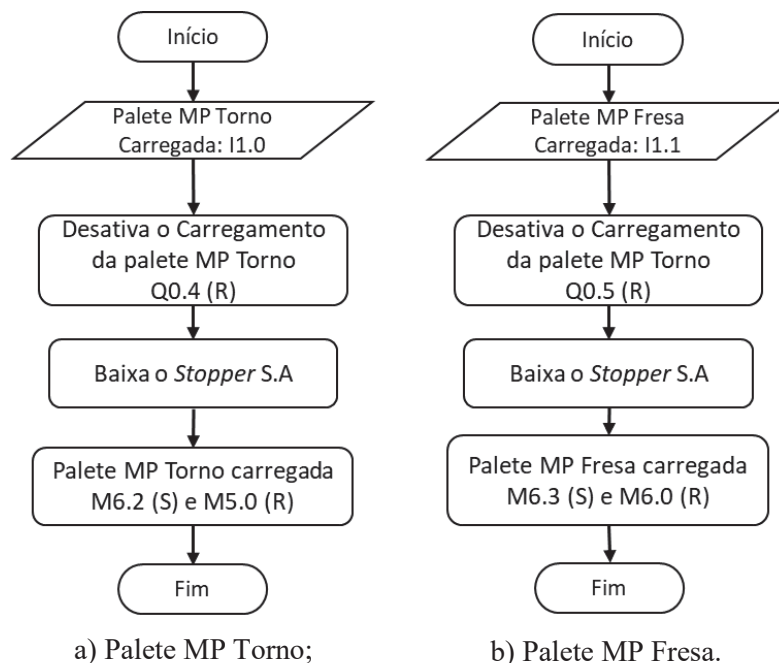 Início
Palete MP Torno
Carregada: I1.0
Desativa o Carregamento
da palete MP Torno
Q0.4 (R)
Baixa o Stopper S.A
Palete MP Torno carregada
M6.2 (S) e M5.0 (R)
Fim
a) Palete MP Torno;
Início
Palete MP Fresa
Carregada: I1.1
Desativa o Carregamento
da palete MP Torno
Q0.5 (R)
Baixa o Stopper S.A
Palete MP Fresa carregada
M6.3 (S) e M6.0 (R)
Fim
b) Palete MP Fresa.